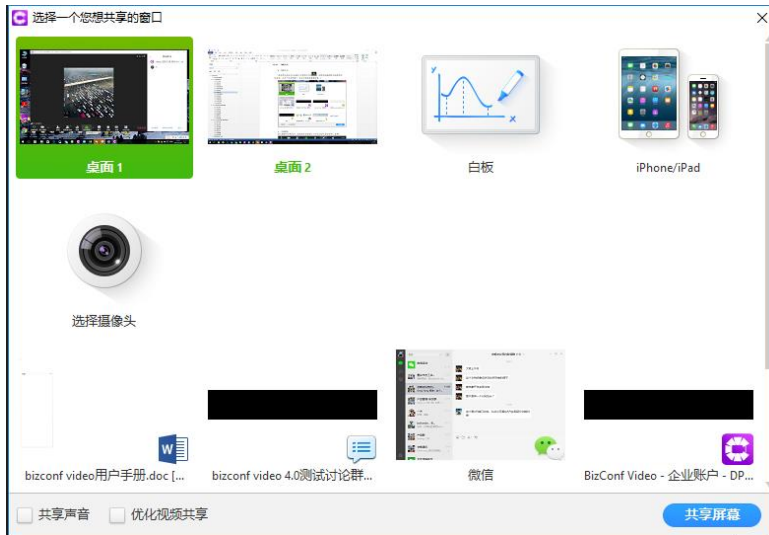 选择一个您想共享的窗口
桌面 1
桌面 2
白板
iPhone/iPad
选择摄像头
bizconf video用户手册.doc [...
bizconf video 4.0测试讨论群...
微信
BizConf Video - 企业账户 - DP...
共享声音
优化视频共享
共享屏幕